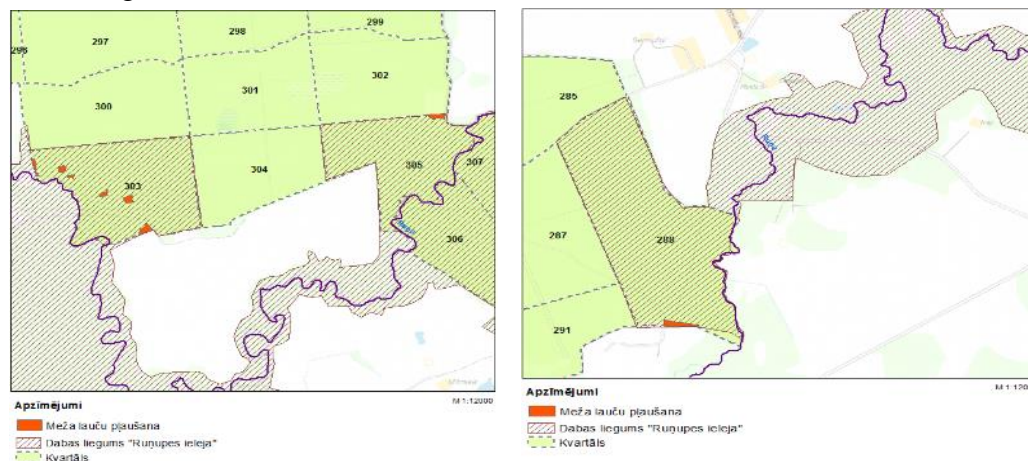 299
298
297
296
302
301
300
305
307
304
303
306
Apzīmējumi
M 1:12000
Meža lauču pļaušana
Dabas liegums "Ruņupes ieleja"
Kvartāls
285
287
288
291
Apzīmējumi
Meža lauču pļaušana
Dabas liegums "Ruņupes ieleja"
Kvartāls